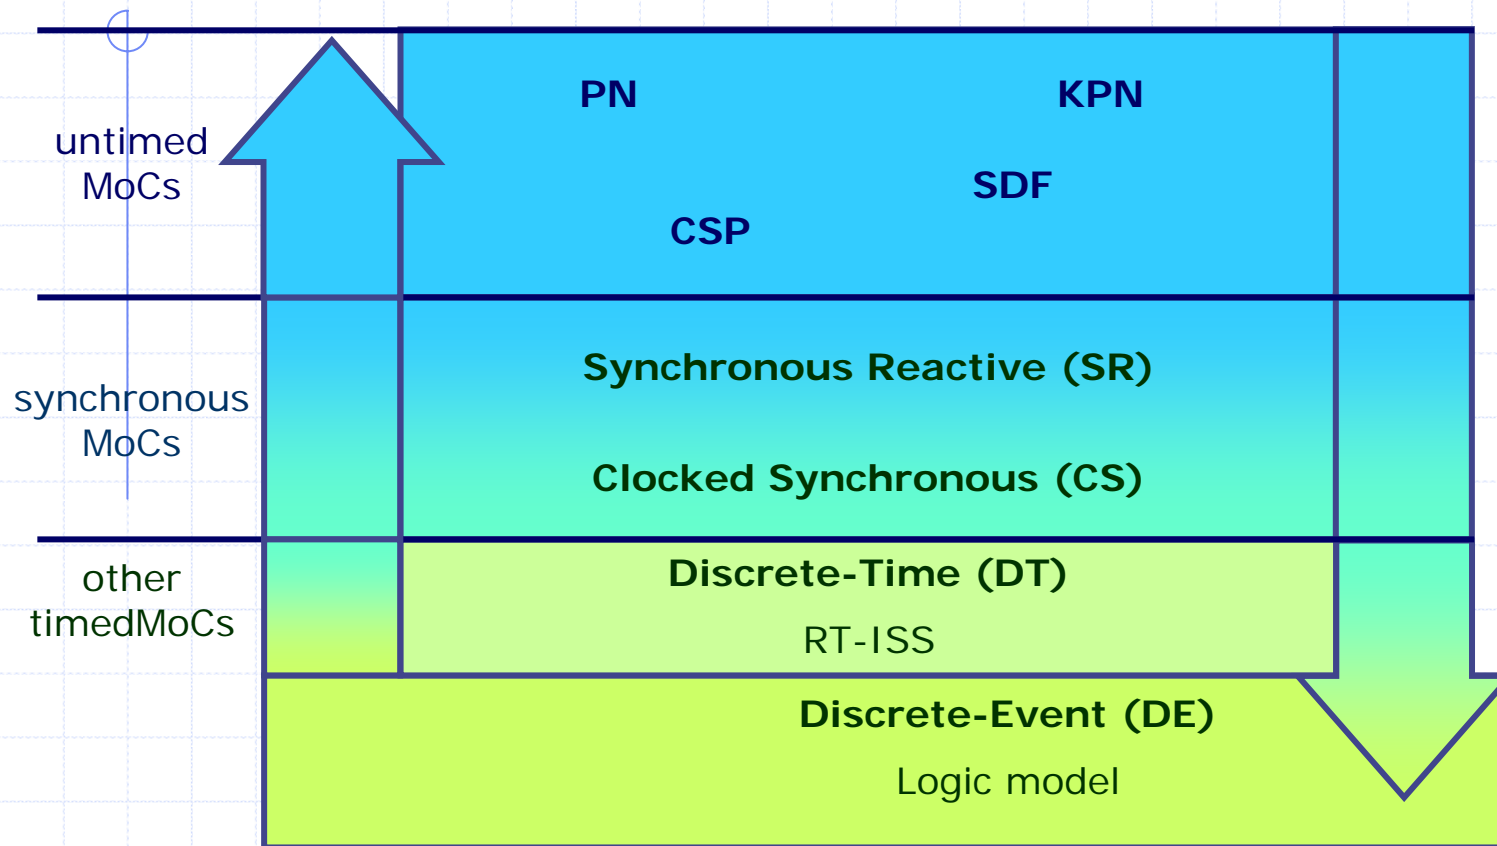 PN
KPN
untimed
MoCs
SDF
CSP
Synchronous Reactive (SR)
synchronous
MoCs
Clocked Synchronous (CS)
Discrete-Time (DT)
other
timedMoCs
RT-ISS
Discrete-Event (DE)
Logic model